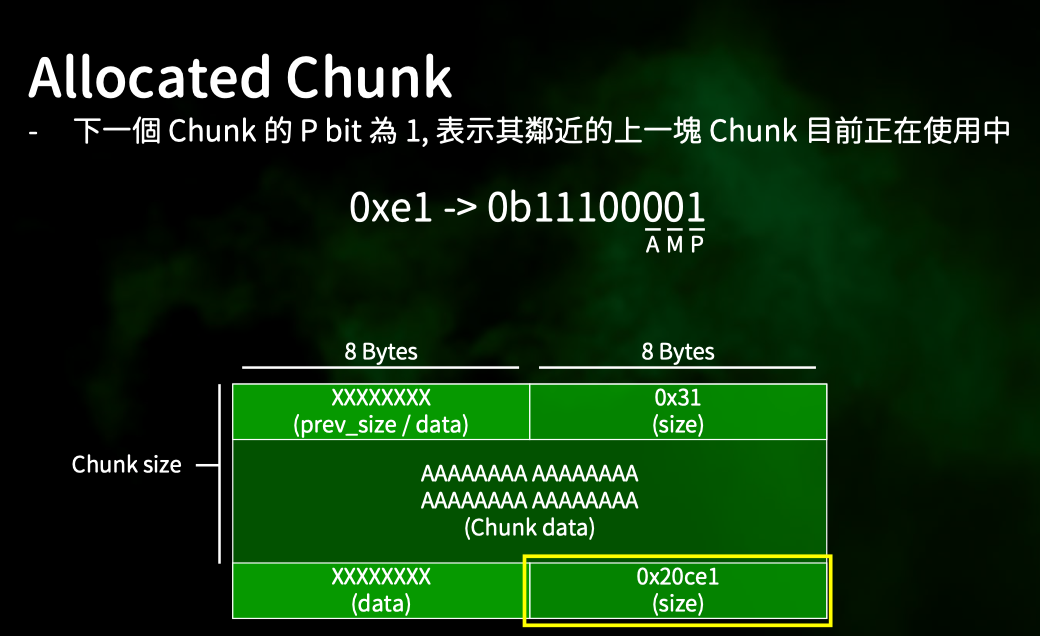 Allocated Chunk
- 下一個 Chunk 的 P bit 為 1, 表示其鄰近的上一塊 Chunk 目前正在使用中
0xe1 -> 0b11100001
A M P
8 Bytes 8 Bytes
XXXXXXXX 0x31
(prev_size / data) (size)
Chunk size
AAAAAAAA AAAAAAAA
AAAAAAAA AAAAAAAA
(Chunk data)
XXXXXXXX 0x20ce1
(data) (size)